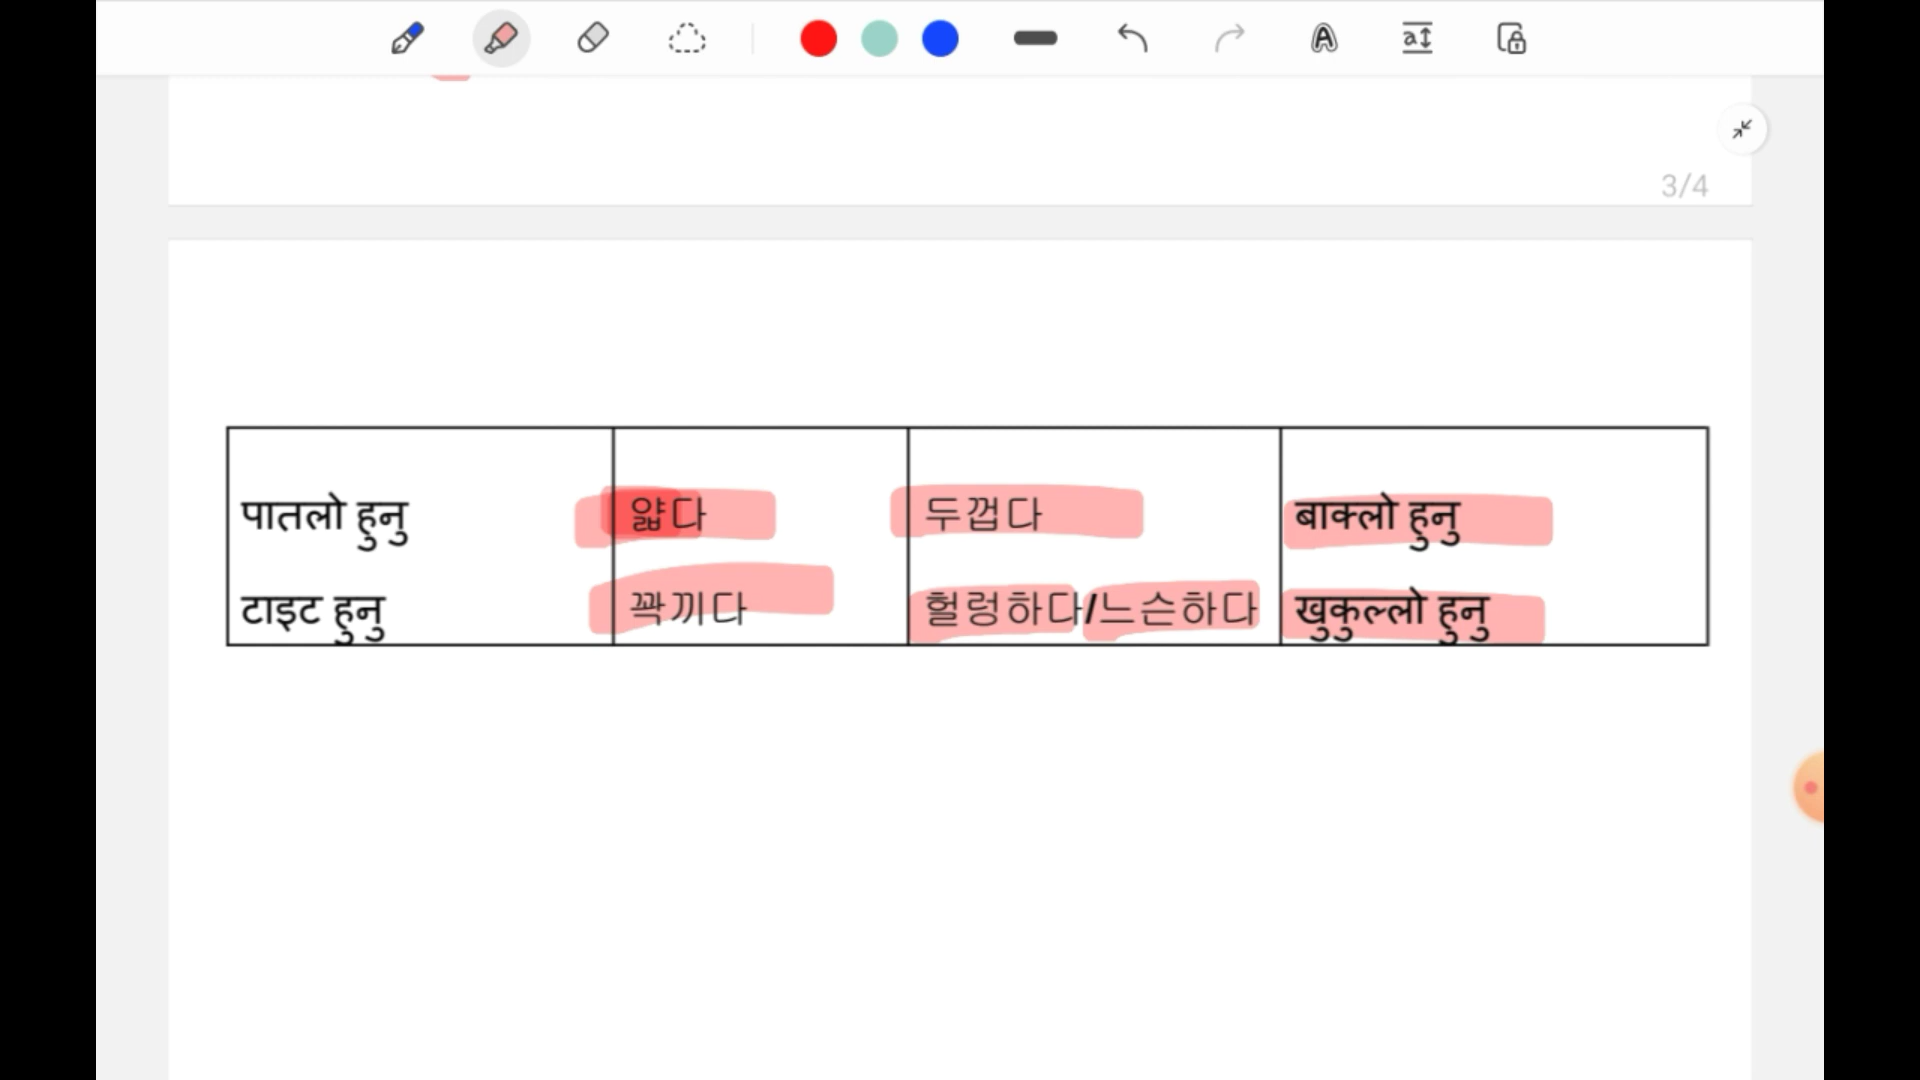 3/4
पातलो हुनु 얇다 두껍다 बाक्लो हुनु
टाइट हुनु 꽉끼다 헐렁하다/느슨하다 खुकुल्लो हुनु